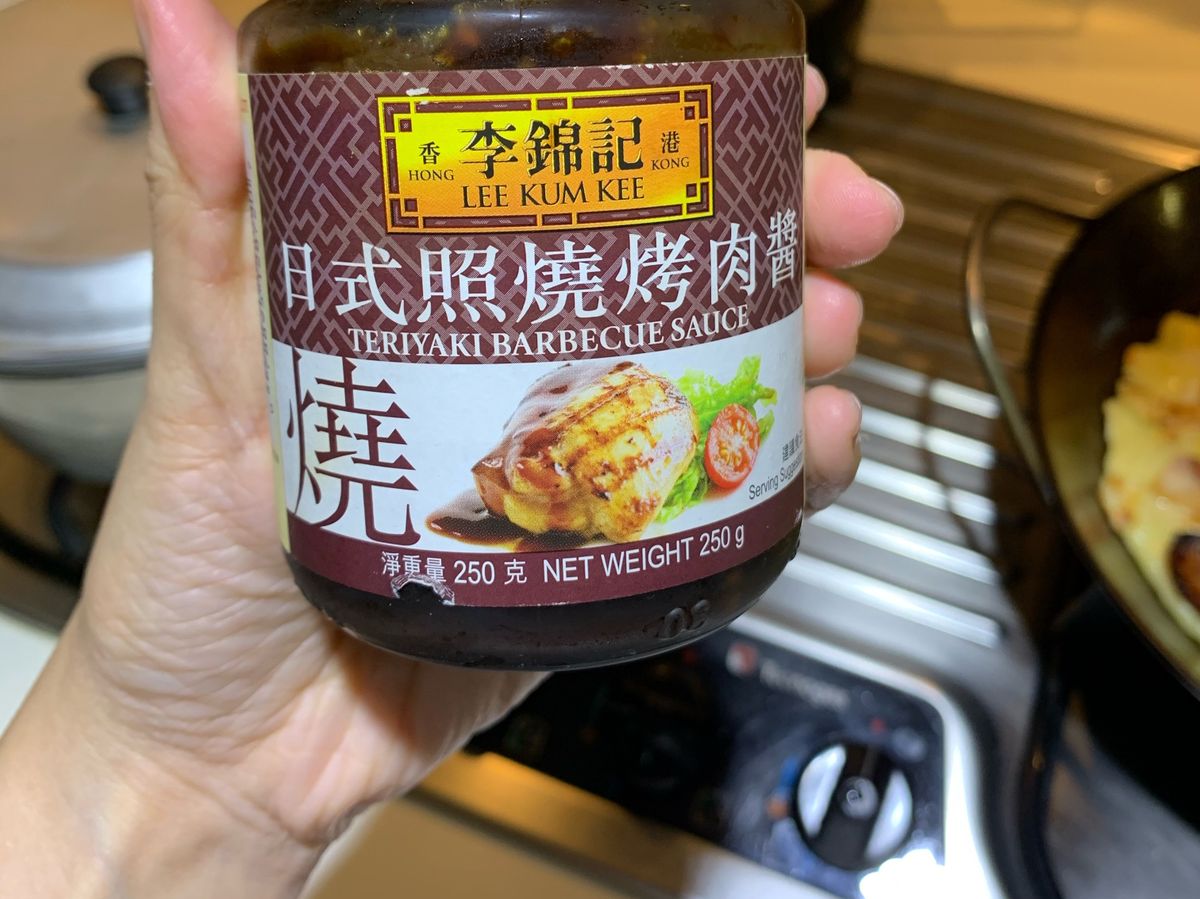 香 李錦記 港
HONG LEE KUM KEE KONG
日式照燒烤肉醬
TERIYAKI BARBECUE SAUCE
燒
Serving
淨重量 250 克 NET WEIGHT 250 g